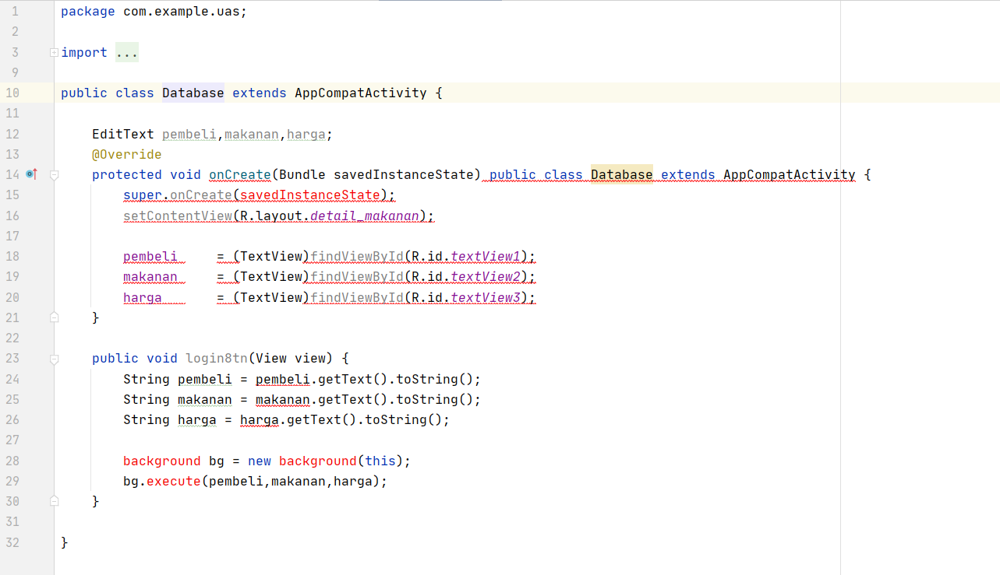 1 package com.example.uas;
2
3 import ...
9
10 public class Database extends AppCompatActivity {
11
12 EditText pembeli,makanan,harga;
13 @Override
14 protected void onCreate(Bundle savedInstanceState) public class Database extends AppCompatActivity {
15 super.onCreate(savedInstanceState);
16 setContentView(R.layout.detail_makanan);
17
18 pembeli = (TextView)findViewById(R.id.textView1);
19 makanan = (TextView)findViewById(R.id.textView2);
20 harga = (TextView)findViewById(R.id.textView3);
21 }
22
23 public void login8tn(View view) {
24 String pembeli = pembeli.getText().toString();
25 String makanan = makanan.getText().toString();
26 String harga = harga.getText().toString();
27
28 background bg = new background(this);
29 bg.execute(pembeli,makanan,harga);
30 }
31
32 }